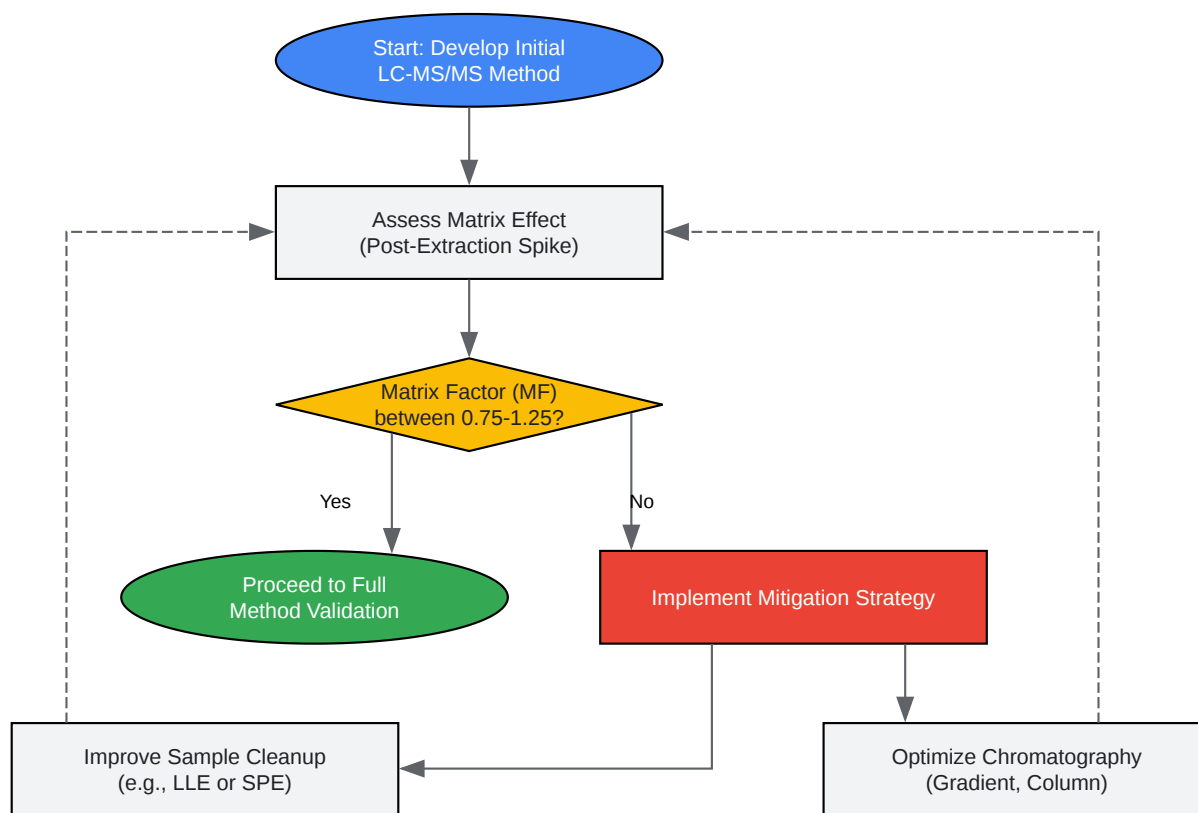 Start: Develop Initial
LC-MS/MS Method
Assess Matrix Effect
(Post-Extraction Spike)
Matrix Factor (MF)
between 0.75-1.25?
Yes
No
Proceed to Full
Method Validation
Implement Mitigation Strategy
Improve Sample Cleanup
(e.g., LLE or SPE)
Optimize Chromatography
(Gradient, Column)